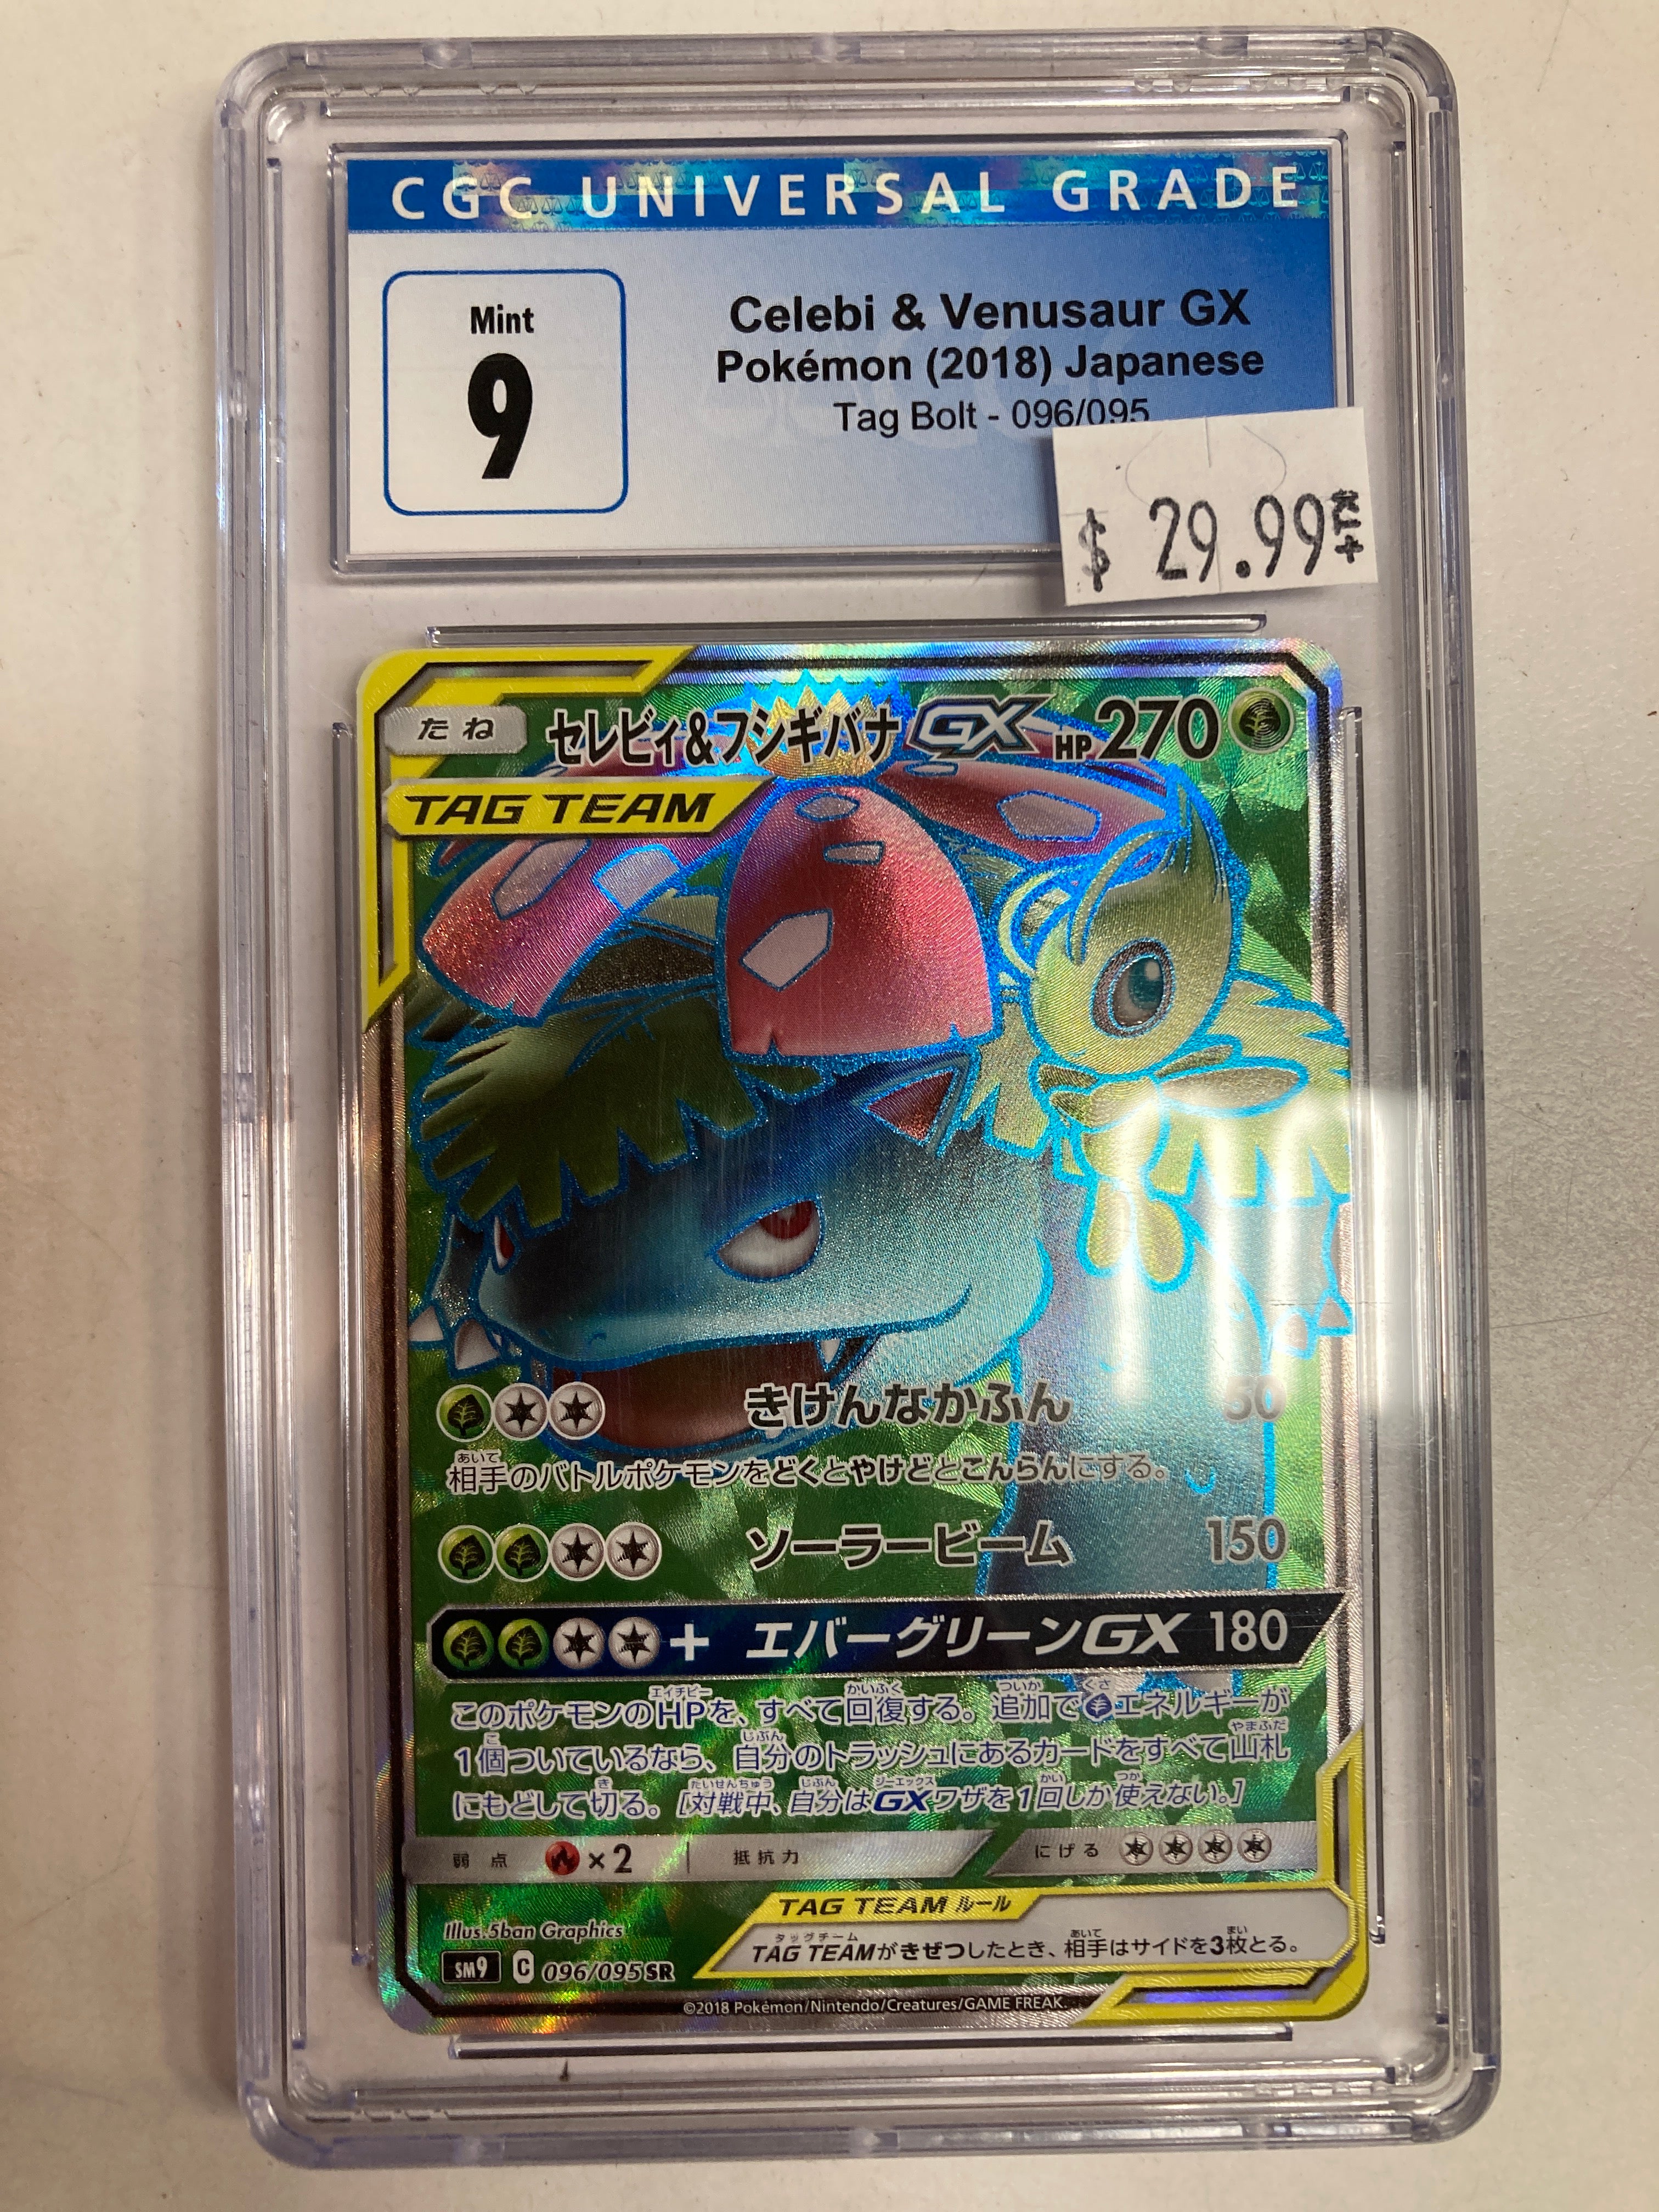 CGC UNIVERSAL GRADE
Mint
9
Celebi & Venusaur GX
Pokémon (2018) Japanese
Tag Bolt - 096/095
$ 29.99
たね
セレビィ&フシギバナGX HP270
TAG TEAM
きけんなかふん 50
相手のバトルポケモンをどくとやけどとこんらんにする。
ソーラービーム 150
+ エバーグリーンGX 180
このポケモンのHPを、すべて回復する。追加でエネルギーが
1個ついているなら、自分のトラッシュにあるカードをすべて山札
にもどして切る。[対戦中、自分はGXワザを1回しか使えない。]
弱点 ×2 抵抗力 にげる
TAG TEAM ルール
TAG TEAMがきぜつしたとき、相手はサイドを3枚とる。
Illus.5ban Graphics
SM9 C 096/095 SR
©2018 Pokémon/Nintendo/Creatures/GAME FREAK.